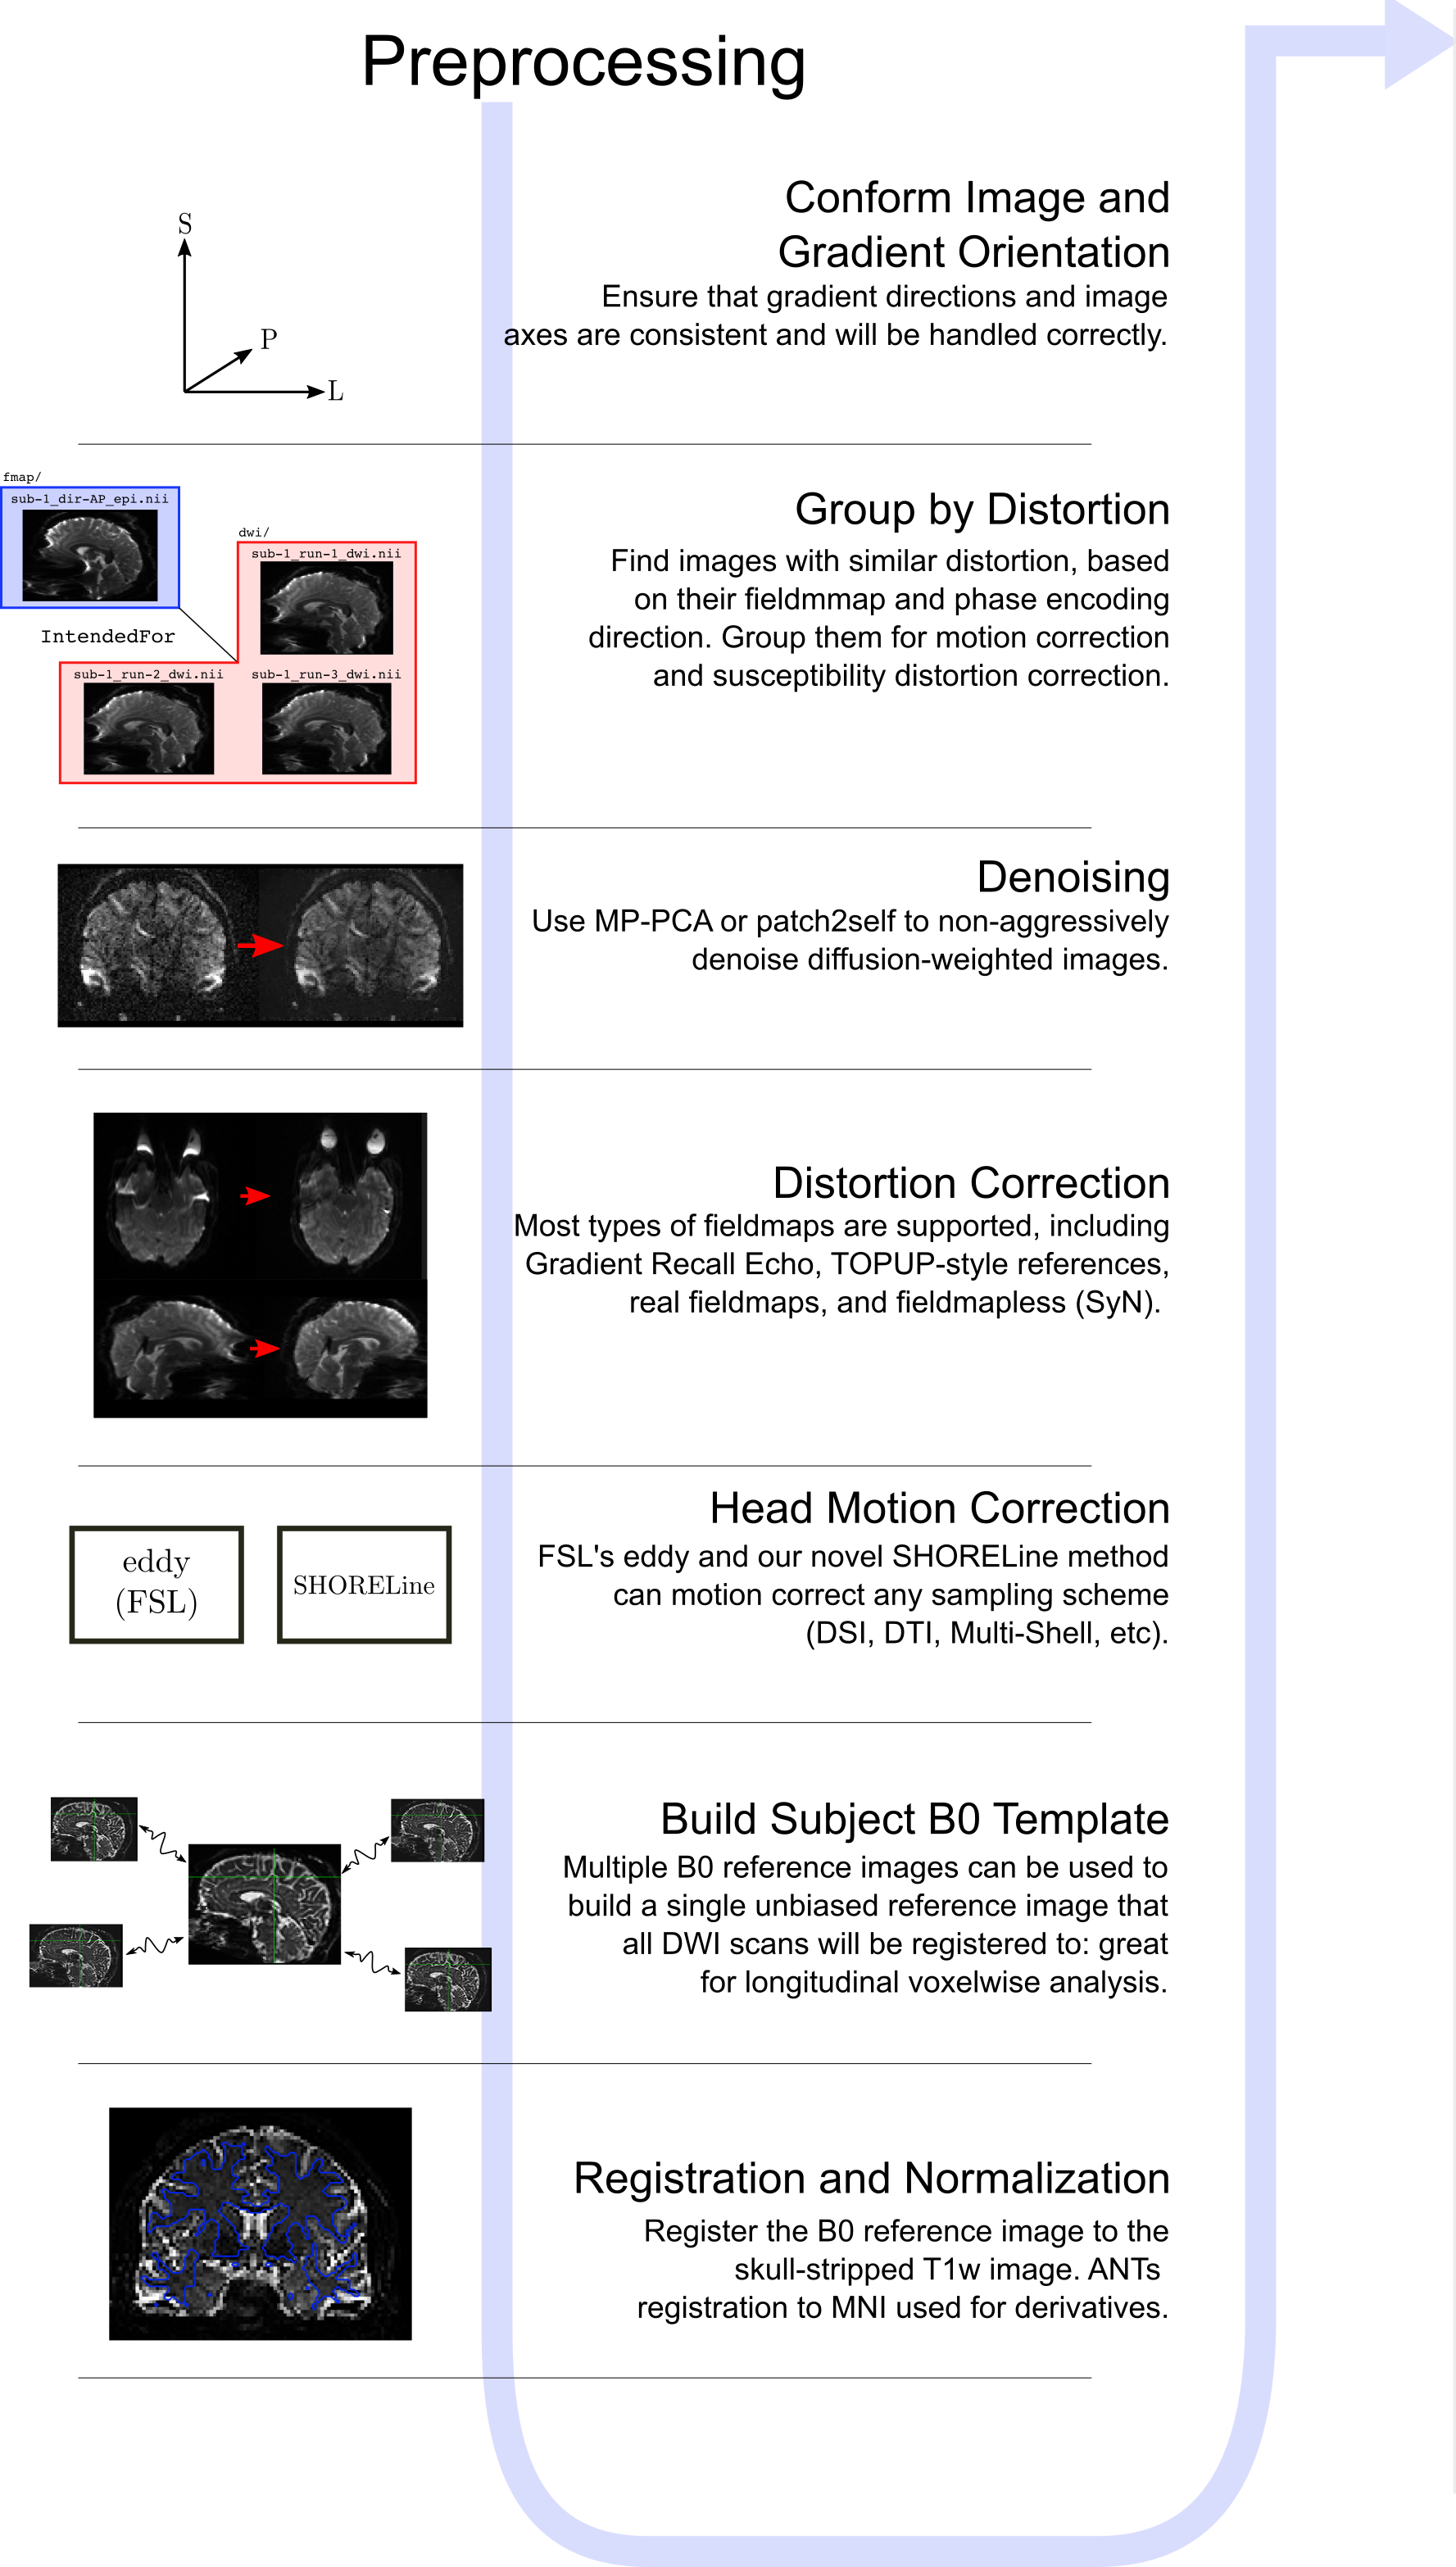 Preprocessing
S
P
L
Conform Image and
Gradient Orientation
Ensure that gradient directions and image
axes are consistent and will be handled correctly.
fmap/
sub-1_dir-AP_epi.nii
dwi/
sub-1_run-1_dwi.nii
IntendedFor
sub-1_run-2_dwi.nii
sub-1_run-3_dwi.nii
Group by Distortion
Find images with similar distortion, based
on their fieldmmap and phase encoding
direction. Group them for motion correction
and susceptibility distortion correction.
Denoising
Use MP-PCA or patch2self to non-aggressively
denoise diffusion-weighted images.
Distortion Correction
Most types of fieldmaps are supported, including
Gradient Recall Echo, TOPUP-style references,
real fieldmaps, and fieldmapless (SyN).
eddy
(FSL)
SHORELine
Head Motion Correction
FSL's eddy and our novel SHORELine method
can motion correct any sampling scheme
(DSI, DTI, Multi-Shell, etc).
Build Subject B0 Template
Multiple B0 reference images can be used to
build a single unbiased reference image that
all DWI scans will be registered to: great
for longitudinal voxelwise analysis.
Registration and Normalization
Register the B0 reference image to the
skull-stripped T1w image. ANTs
registration to MNI used for derivatives.